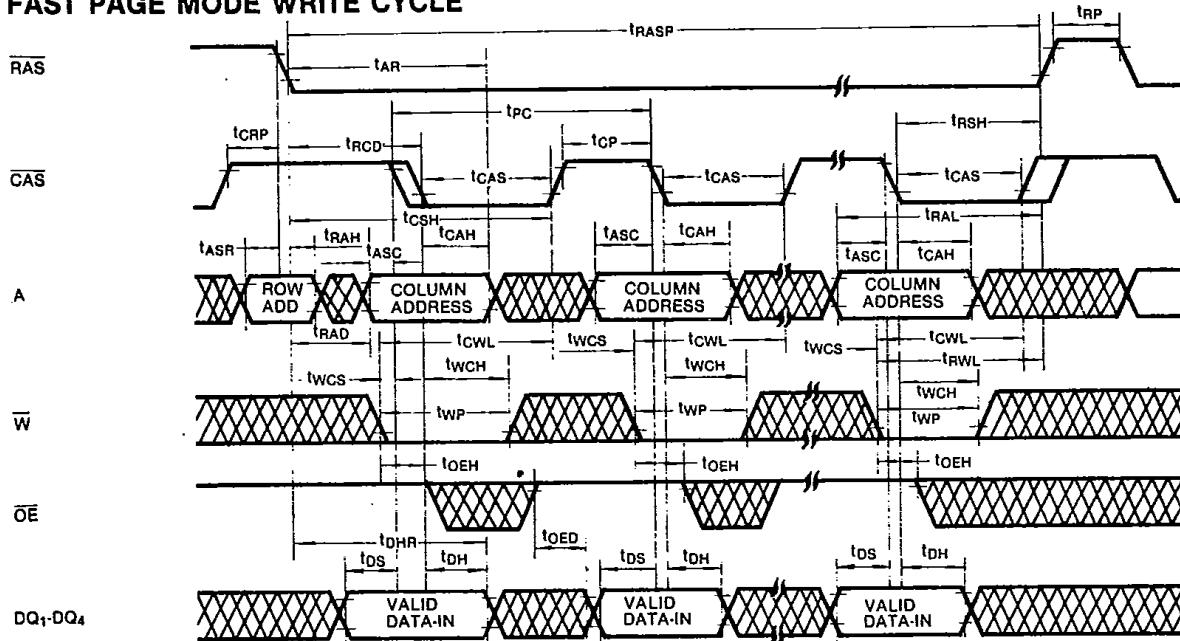 FAST PAGE MODE WRITE CYCLE
tRP
tRASP
RAS
tAR
tPC
tRSH
tCRP
tRCD
tCP
CAS
tCAS
tCAS
tCAS
tCSH
tRAL
tASR
tRAH
tCAH
tASC
tCAH
tASC
tCAH
tASC
A
ROW ADD
COLUMN ADDRESS
COLUMN ADDRESS
COLUMN ADDRESS
tRAD
tCWL
tWCS
tCWL
tWCS
tCWL
tRWL
tWCS
tWCH
tWCH
tWCH
W
tWP
tWP
tWP
tOEH
tOEH
tOEH
OE
tDHR
tOED
tDS
tDH
tDS
tDH
tDS
tDH
DQ1-DQ4
VALID DATA-IN
VALID DATA-IN
VALID DATA-IN